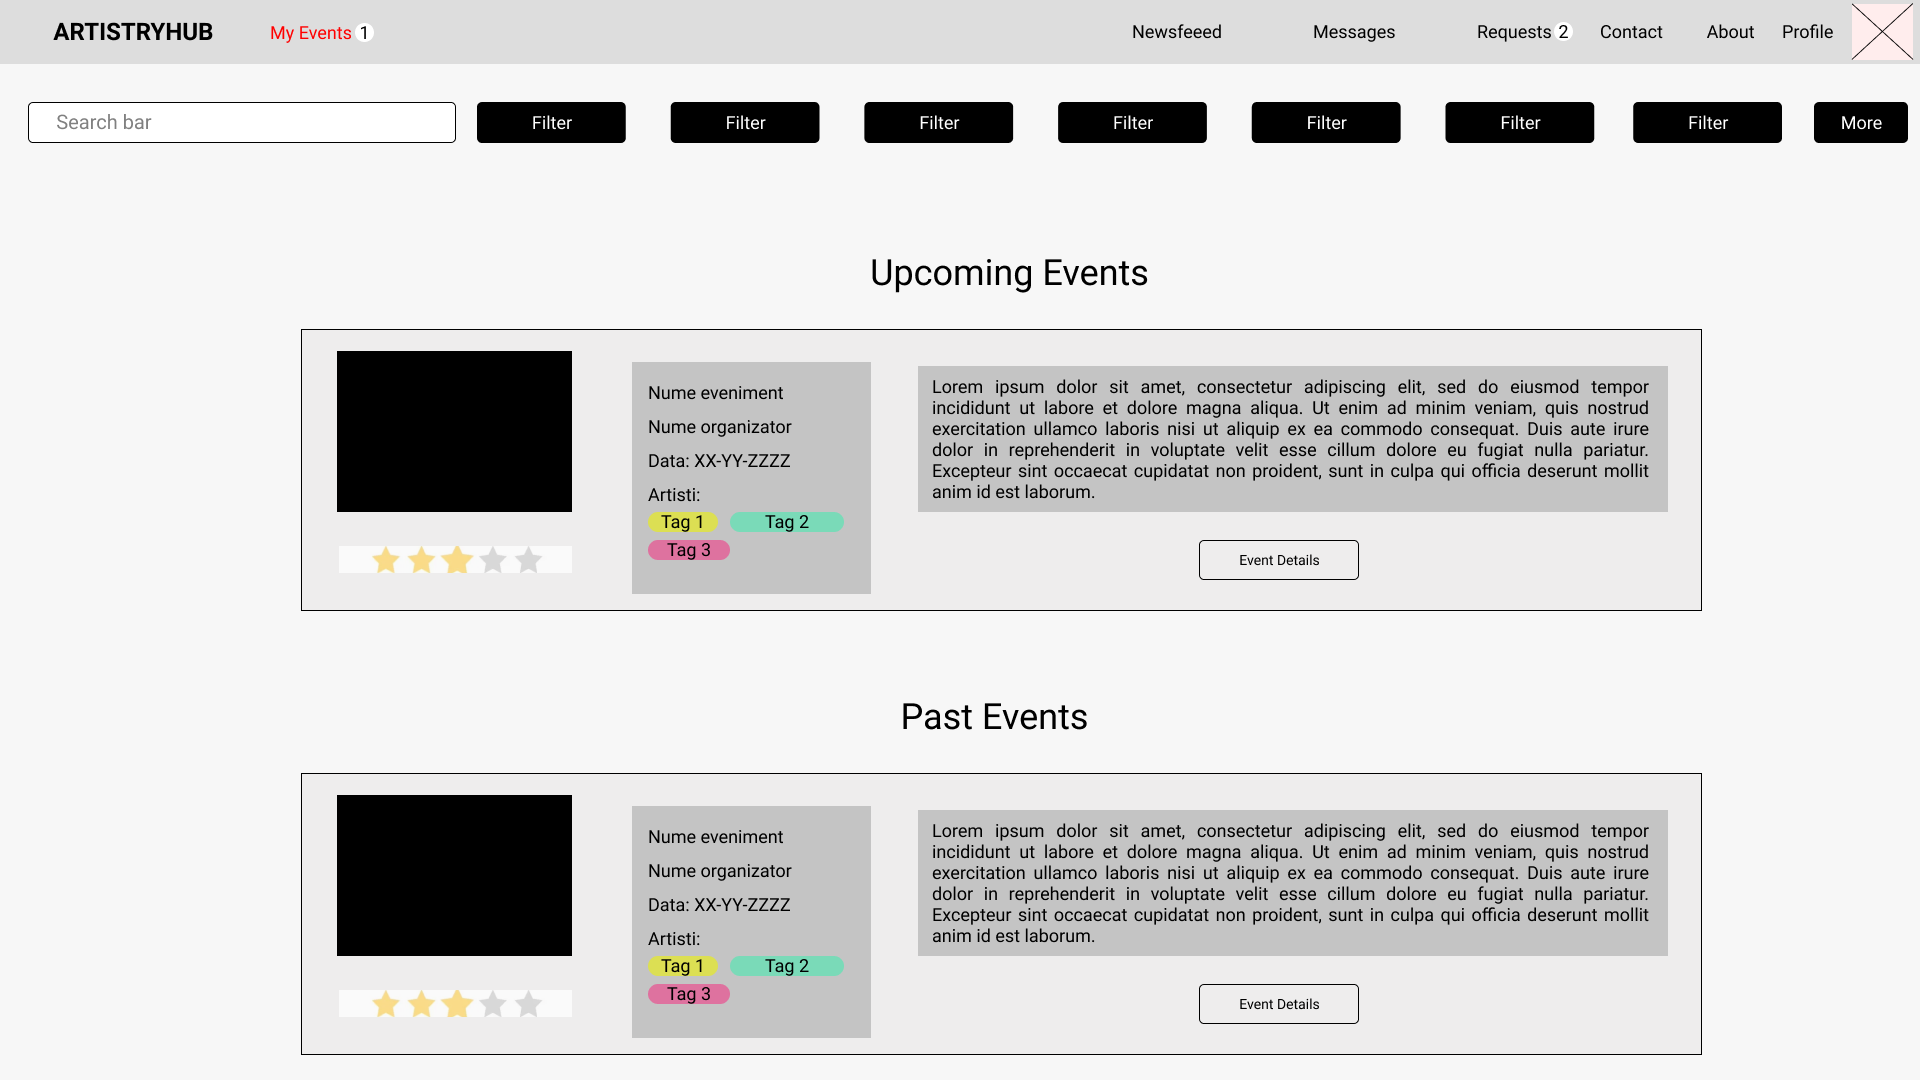 ARTISTRYHUB My Events 1 Newsfeeed Messages Requests 2 Contact About Profile
Search bar Filter Filter Filter Filter Filter Filter Filter More
Upcoming Events
Nume eveniment
Nume organizator
Data: XX-YY-ZZZZ
Artisti:
Tag 1 Tag 2
Tag 3
Lorem ipsum dolor sit amet, consectetur adipiscing elit, sed do eiusmod tempor
incididunt ut labore et dolore magna aliqua. Ut enim ad minim veniam, quis nostrud
exercitation ullamco laboris nisi ut aliquip ex ea commodo consequat. Duis aute irure
dolor in reprehenderit in voluptate velit esse cillum dolore eu fugiat nulla pariatur.
Excepteur sint occaecat cupidatat non proident, sunt in culpa qui officia deserunt mollit
anim id est laborum.
Event Details
Past Events
Nume eveniment
Nume organizator
Data: XX-YY-ZZZZ
Artisti:
Tag 1 Tag 2
Tag 3
Lorem ipsum dolor sit amet, consectetur adipiscing elit, sed do eiusmod tempor
incididunt ut labore et dolore magna aliqua. Ut enim ad minim veniam, quis nostrud
exercitation ullamco laboris nisi ut aliquip ex ea commodo consequat. Duis aute irure
dolor in reprehenderit in voluptate velit esse cillum dolore eu fugiat nulla pariatur.
Excepteur sint occaecat cupidatat non proident, sunt in culpa qui officia deserunt mollit
anim id est laborum.
Event Details